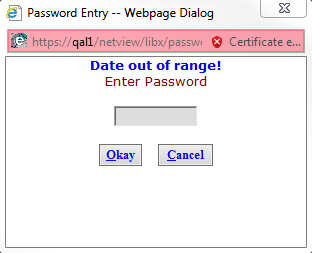 Password Entry -- Webpage Dialog
https://qal1/netview/libx/passw Certificate e...
Date out of range!
Enter Password
Okay Cancel